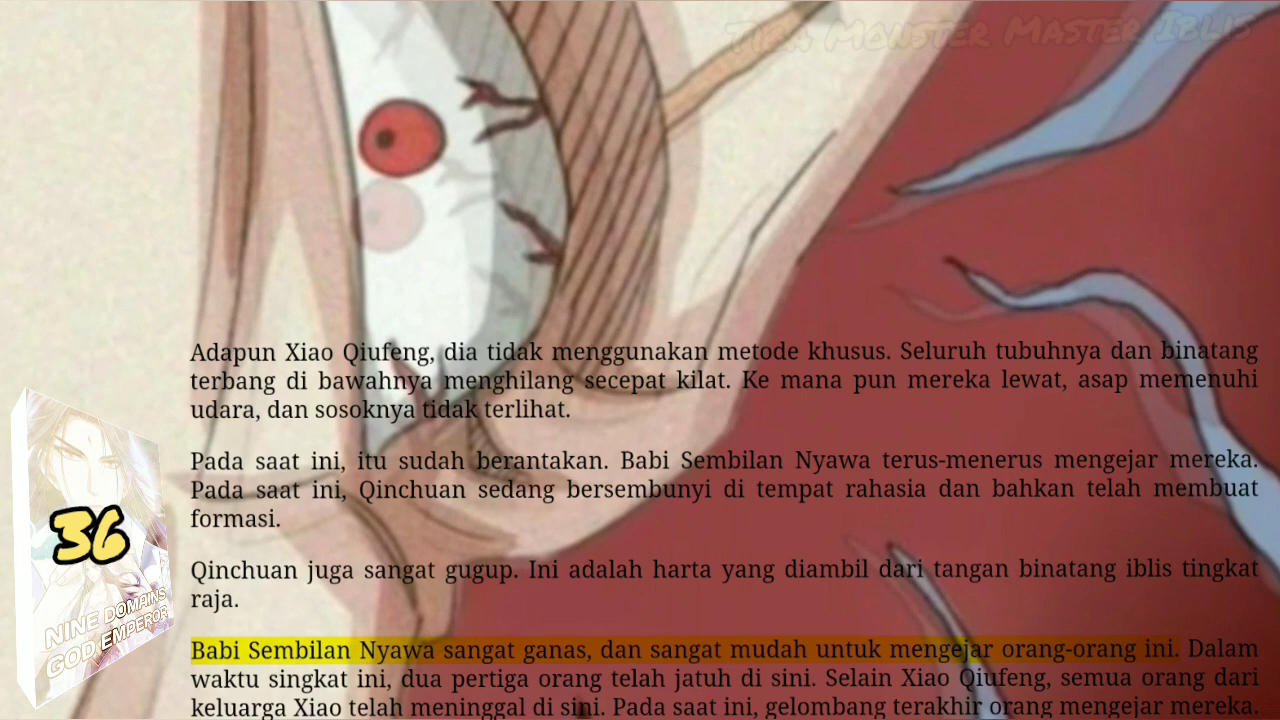 TIRA MONSTER MASTER IBLIS
Adapun Xiao Qiufeng, dia tidak menggunakan metode khusus. Seluruh tubuhnya dan binatang
terbang di bawahnya menghilang secepat kilat. Ke mana pun mereka lewat, asap memenuhi
udara, dan sosoknya tidak terlihat.
Pada saat ini, itu sudah berantakan. Babi Sembilan Nyawa terus-menerus mengejar mereka.
Pada saat ini, Qinchuan sedang bersembunyi di tempat rahasia dan bahkan telah membuat
formasi.
Qinchuan juga sangat gugup. Ini adalah harta yang diambil dari tangan binatang iblis tingkat
raja.
Babi Sembilan Nyawa sangat ganas, dan sangat mudah untuk mengejar orang-orang ini. Dalam
waktu singkat ini, dua pertiga orang telah jatuh di sini. Selain Xiao Qiufeng, semua orang dari
keluarga Xiao telah meninggal di sini. Pada saat ini, gelombang terakhir orang mengejar mereka.
36
NINE DOMAINS
GOD EMPEROR